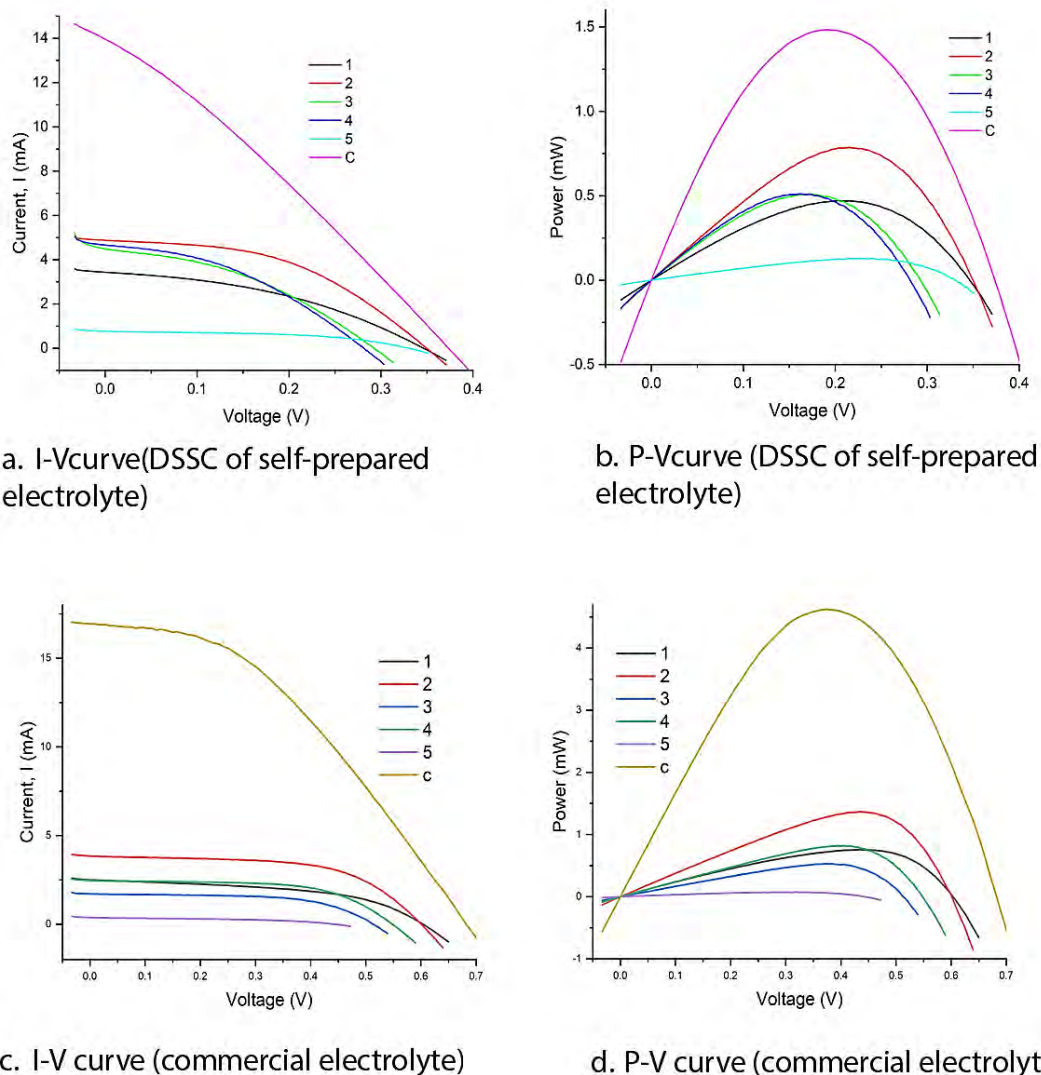 14
12
10
8
6
4
2
0
Current, I (mA)
1
2
3
4
5
C
0.0 0.1 0.2 0.3 0.4
Voltage (V)
a. I-Vcurve(DSSC of self-prepared
electrolyte)
1.5
1.0
0.5
0.0
-0.5
Power (mW)
1
2
3
4
5
C
0.0 0.1 0.2 0.3 0.4
Voltage (V)
b. P-Vcurve (DSSC of self-prepared
electrolyte)
15
10
5
0
Current, I (mA)
1
2
3
4
5
c
0.0 0.1 0.2 0.3 0.4 0.5 0.6 0.7
Voltage (V)
c. I-V curve (commercial electrolyte)
4
3
2
1
0
-1
Power (mW)
1
2
3
4
5
c
0.0 0.1 0.2 0.3 0.4 0.5 0.6 0.7
Voltage (V)
d. P-V curve (commercial electrolyt